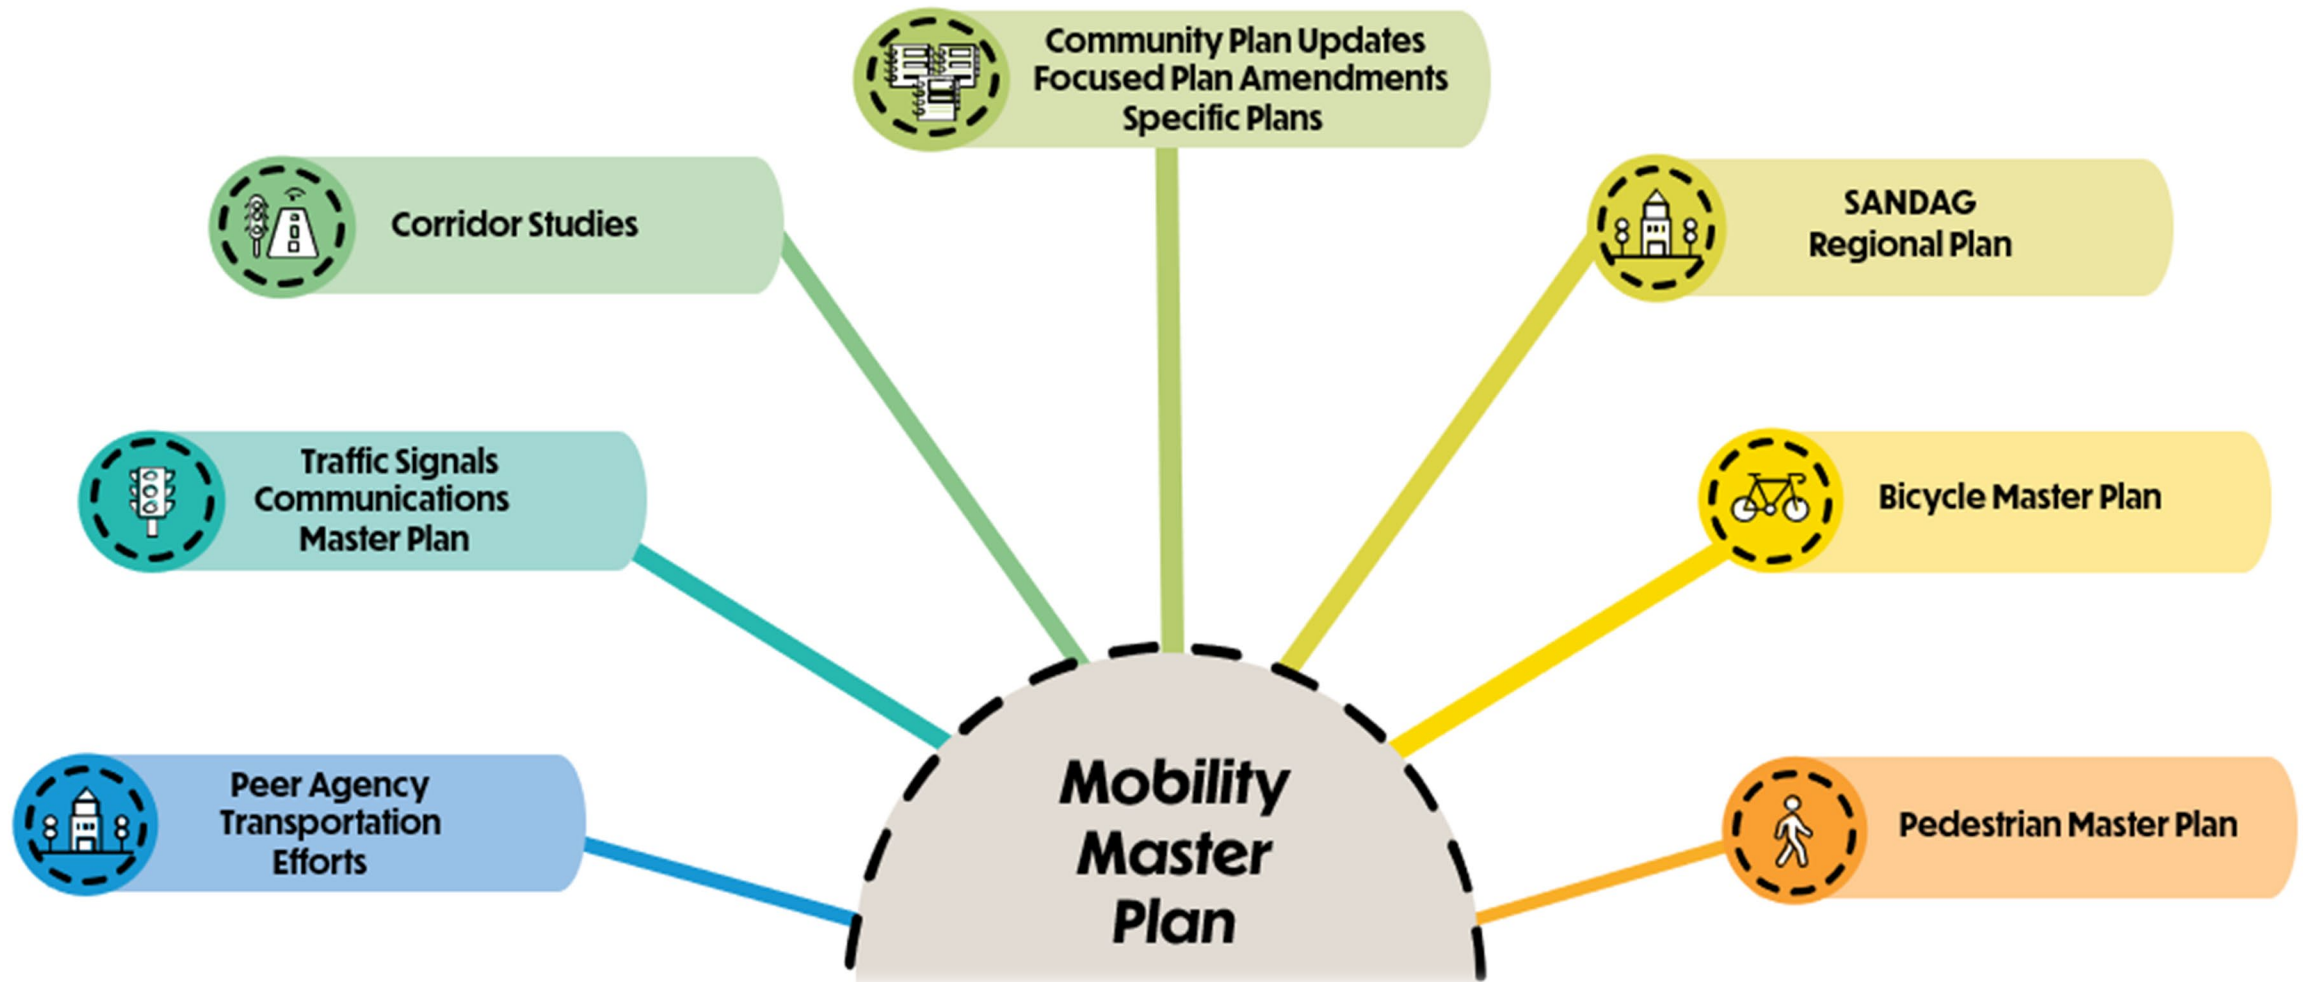 Community Plan Updates
Focused Plan Amendments
Specific Plans
Corridor Studies
SANDAG
Regional Plan
Traffic Signals
Communications
Master Plan
Bicycle Master Plan
Peer Agency
Transportation
Efforts
Mobility
Master
Plan
Pedestrian Master Plan